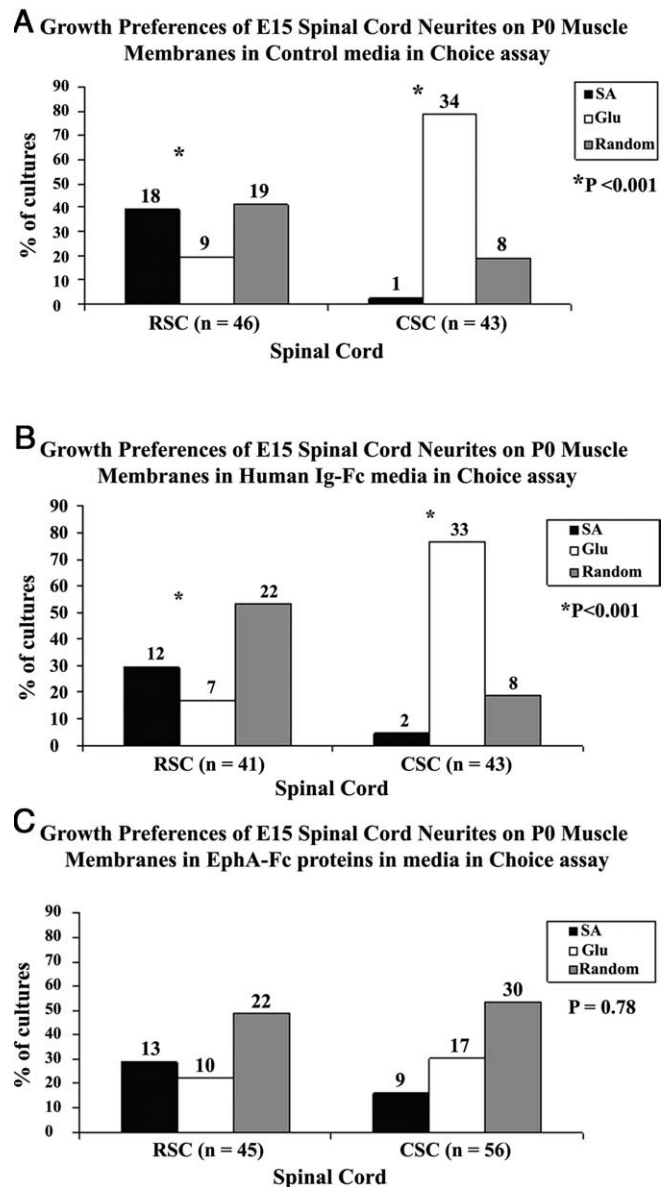 A Growth Preferences of E15 Spinal Cord Neurites on P0 Muscle
Membranes in Control media in Choice assay
90
80
70
60
50
40
30
20
10
0
% of cultures
*
18
9
19
*
1
34
8
SA
Glu
Random
*P <0.001
RSC (n = 46)
CSC (n = 43)
Spinal Cord
B Growth Preferences of E15 Spinal Cord Neurites on P0 Muscle
Membranes in Human Ig-Fc media in Choice assay
90
80
70
60
50
40
30
20
10
0
% of cultures
*
12
7
22
*
2
33
8
SA
Glu
Random
*P<0.001
RSC (n = 41)
CSC (n = 43)
Spinal Cord
C Growth Preferences of E15 Spinal Cord Neurites on P0 Muscle
Membranes in EphA-Fc proteins in media in Choice assay
90
80
70
60
50
40
30
20
10
0
% of cultures
13
10
22
9
17
30
SA
Glu
Random
P = 0.78
RSC (n = 45)
CSC (n = 56)
Spinal Cord